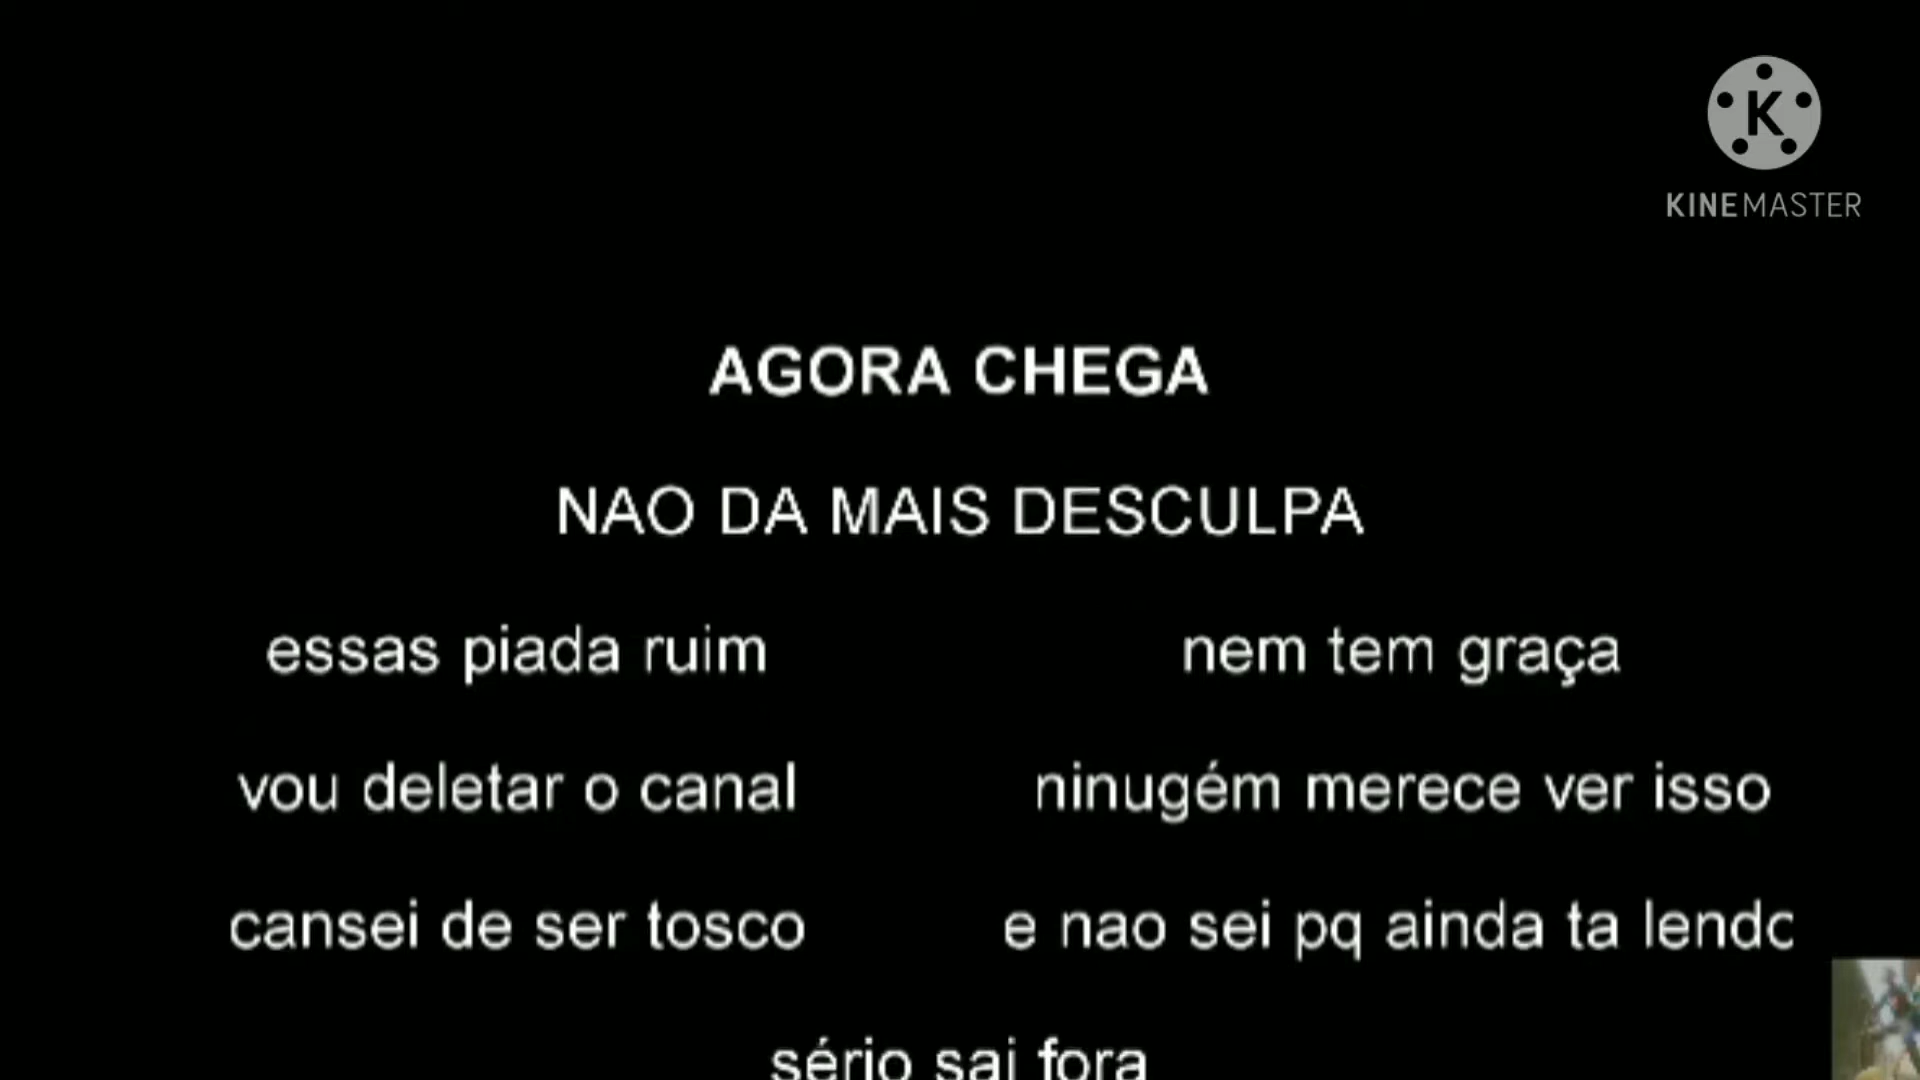 K
KINEMASTER
AGORA CHEGA
NAO DA MAIS DESCULPA
essas piada ruim nem tem graça
vou deletar o canal ninugém merece ver isso
cansei de ser tosco e nao sei pq ainda ta lendo
sério sai fora